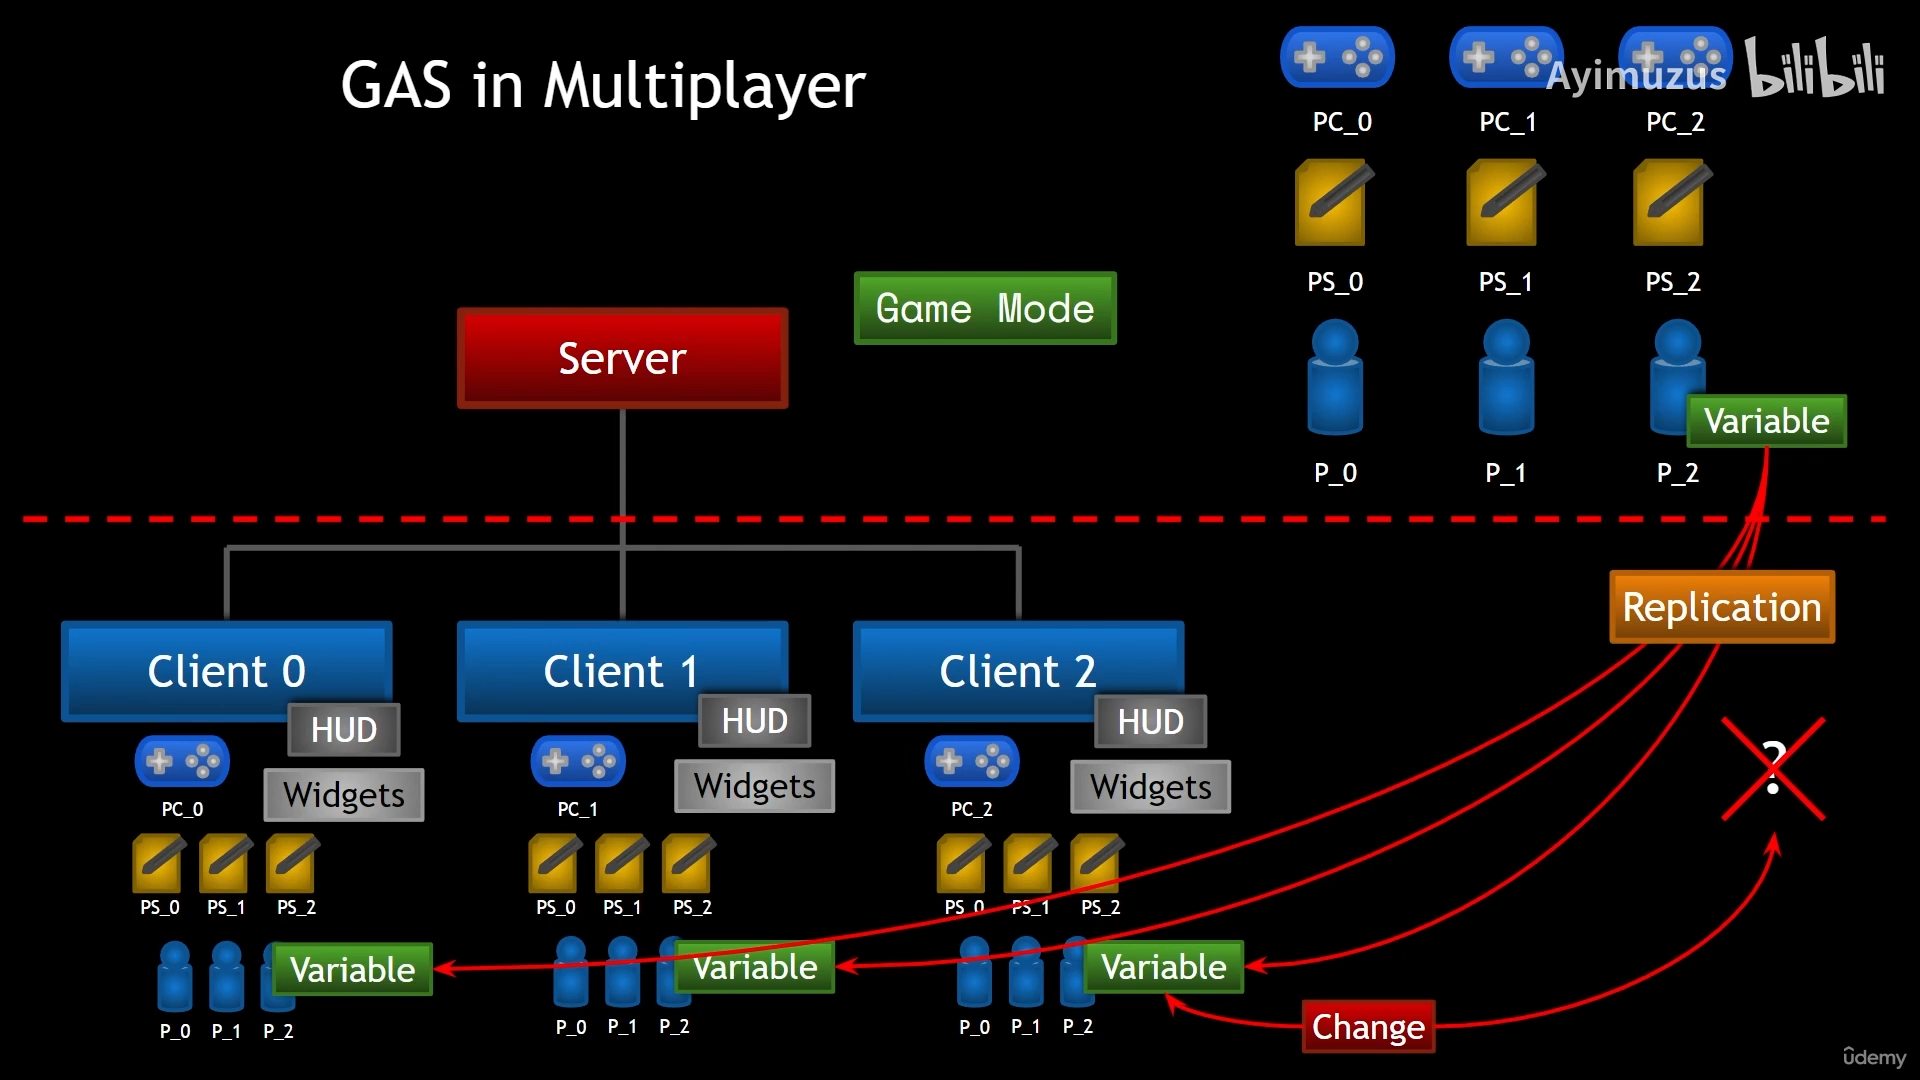 GAS in Multiplayer
Ayimuzus bilibili
PC_0 PC_1 PC_2
PS_0 PS_1 PS_2
Game Mode
Server
Variable
P_0 P_1 P_2
Replication
Client 0 Client 1 Client 2
HUD HUD HUD
?
Widgets Widgets Widgets
PC_0 PC_1 PC_2
PS_0 PS_1 PS_2 PS_0 PS_1 PS_2 PS_0 PS_1 PS_2
Variable Variable Variable
P_0 P_1 P_2 P_0 P_1 P_2 P_0 P_1 P_2
Change
udemy